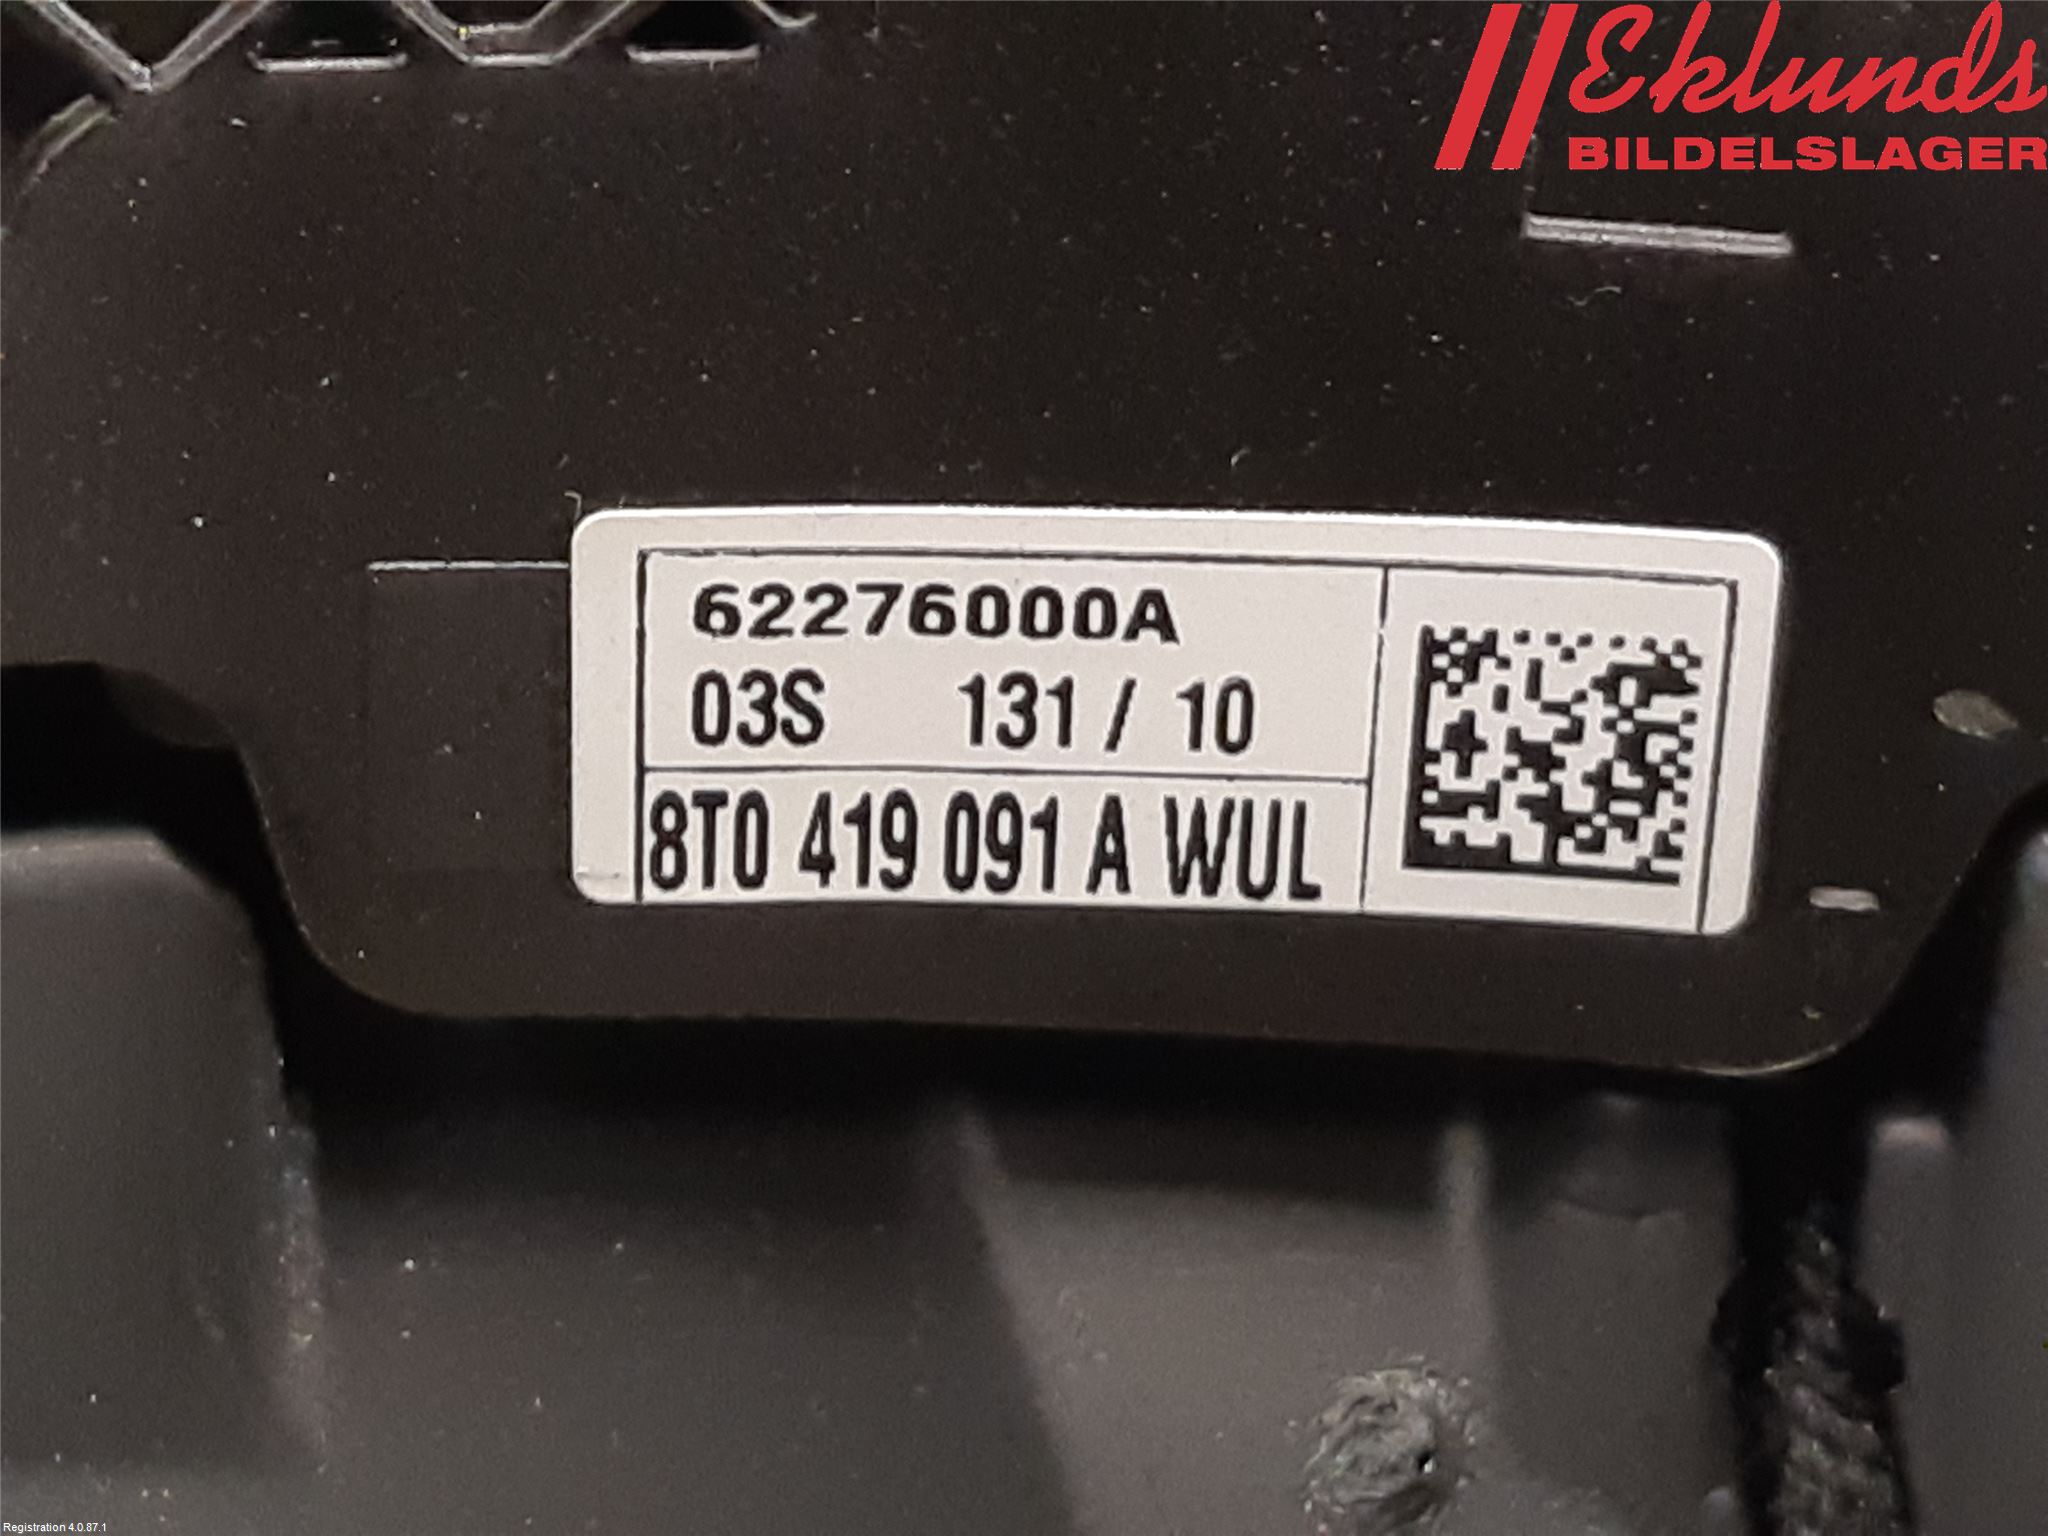 Eklunds
BILDELSLAGER
62276000A
03S 131 / 10
8T0 419 091 A WUL
Registration 4.0.87.1